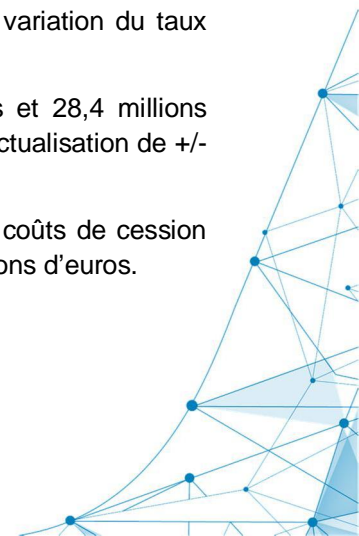 variation du taux
s et 28,4 millions
ctualisation de +/-
coûts de cession
ons d'euros.